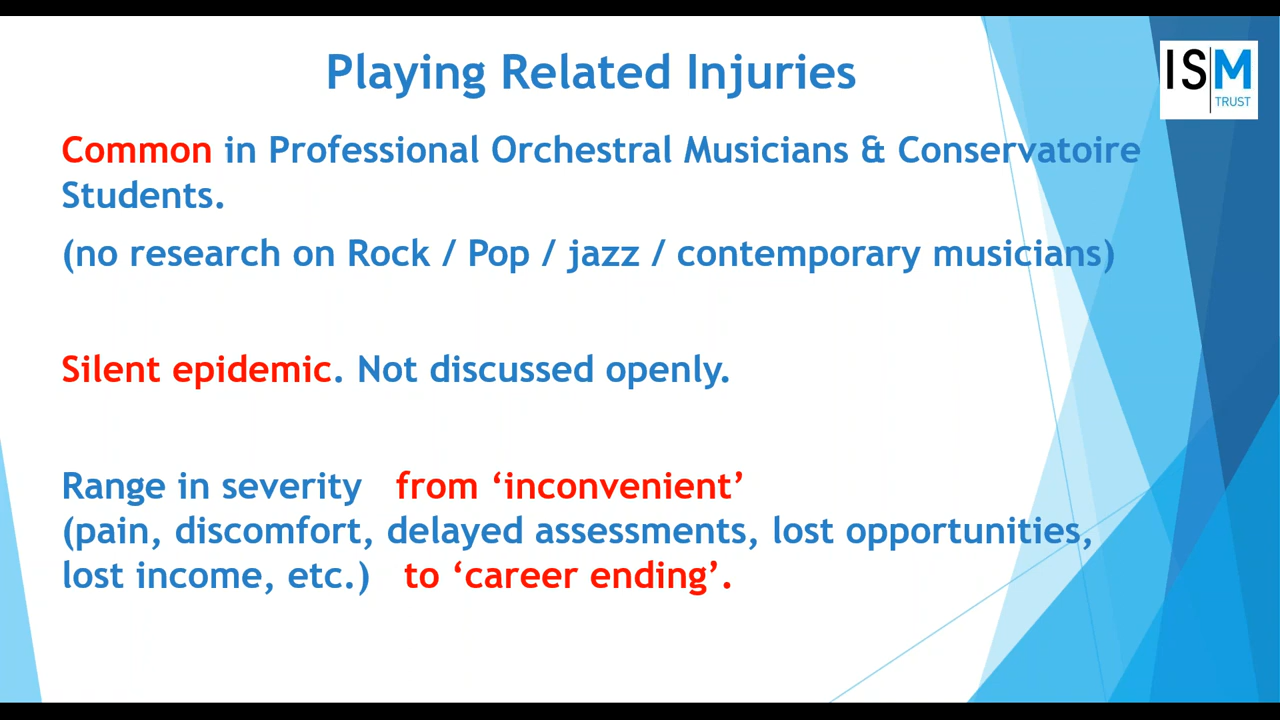 Playing Related Injuries
ISM
TRUST
Common in Professional Orchestral Musicians & Conservatoire
Students.
(no research on Rock / Pop / jazz / contemporary musicians)
Silent epidemic. Not discussed openly.
Range in severity from ‘inconvenient’
(pain, discomfort, delayed assessments, lost opportunities,
lost income, etc.) to ‘career ending’.